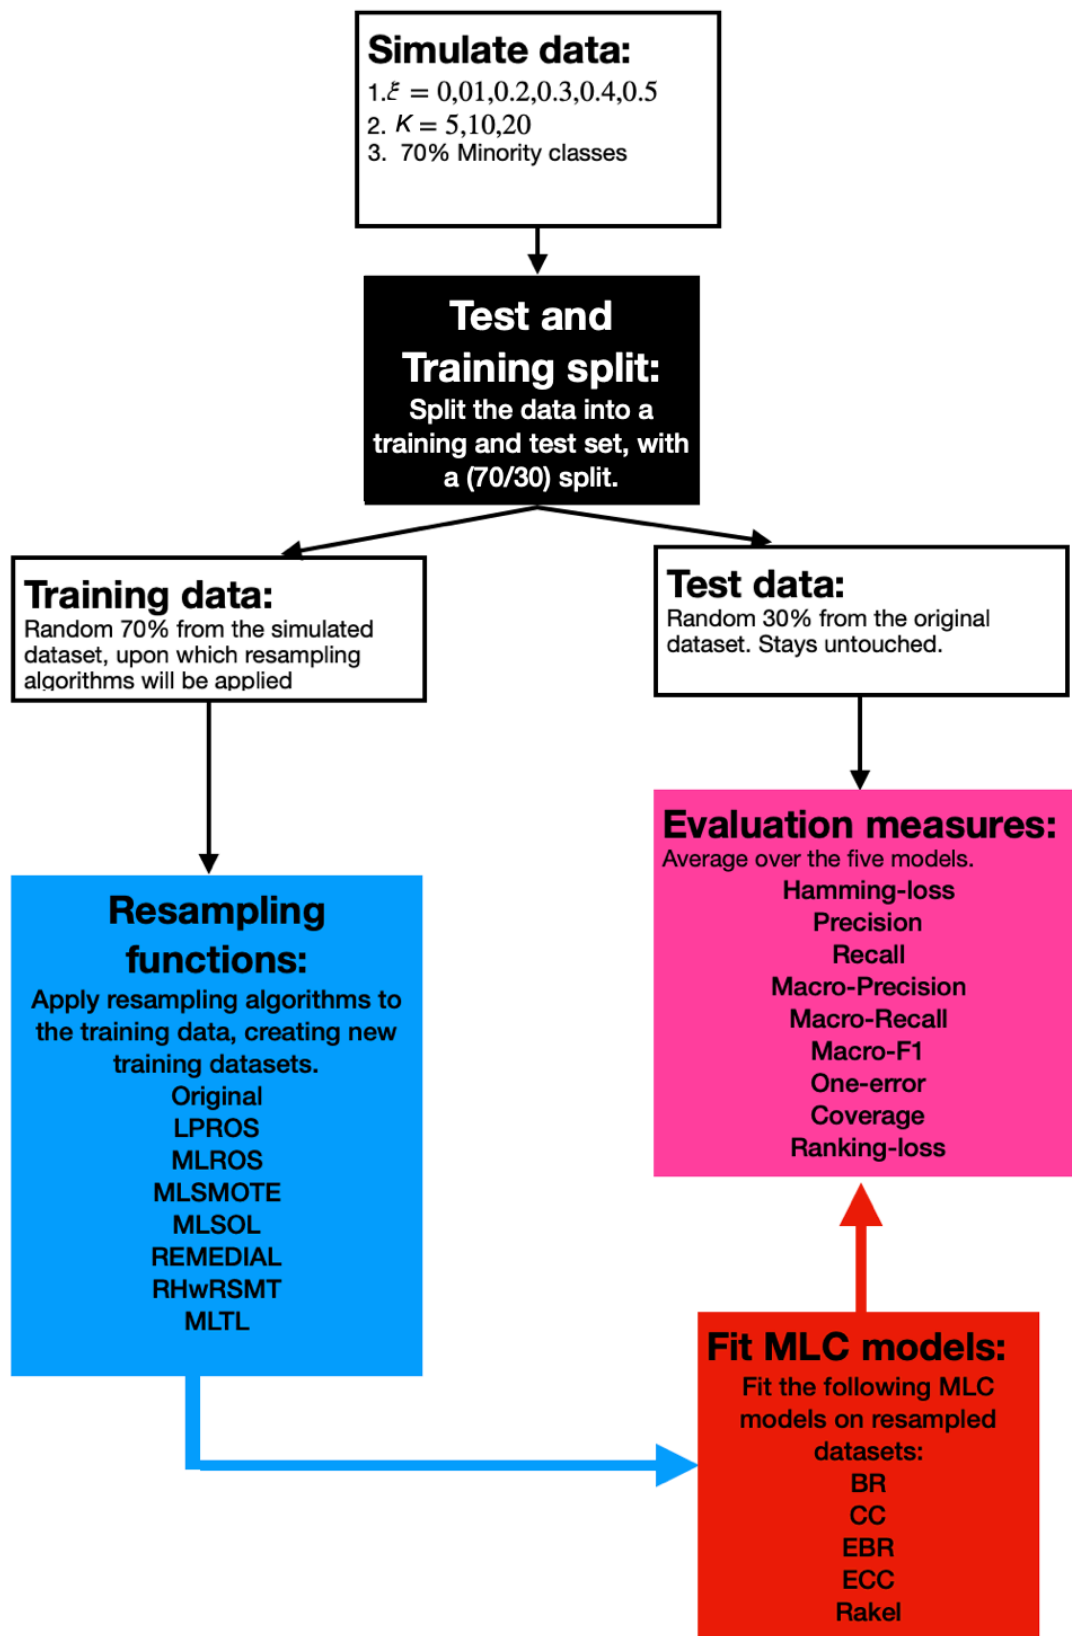 Simulate data:
1.ξ = 0,01,0.2,0.3,0.4,0.5
2. K = 5,10,20
3. 70% Minority classes
Test and
Training split:
Split the data into a
training and test set, with
a (70/30) split.
Training data:
Random 70% from the simulated
dataset, upon which resampling
algorithms will be applied
Test data:
Random 30% from the original
dataset. Stays untouched.
Resampling
functions:
Apply resampling algorithms to
the training data, creating new
training datasets.
Original
LPROS
MLROS
MLSMOTE
MLSOL
REMEDIAL
RHwRSMT
MLTL
Evaluation measures:
Average over the five models.
Hamming-loss
Precision
Recall
Macro-Precision
Macro-Recall
Macro-F1
One-error
Coverage
Ranking-loss
Fit MLC models:
Fit the following MLC
models on resampled
datasets:
BR
CC
EBR
ECC
Rakel